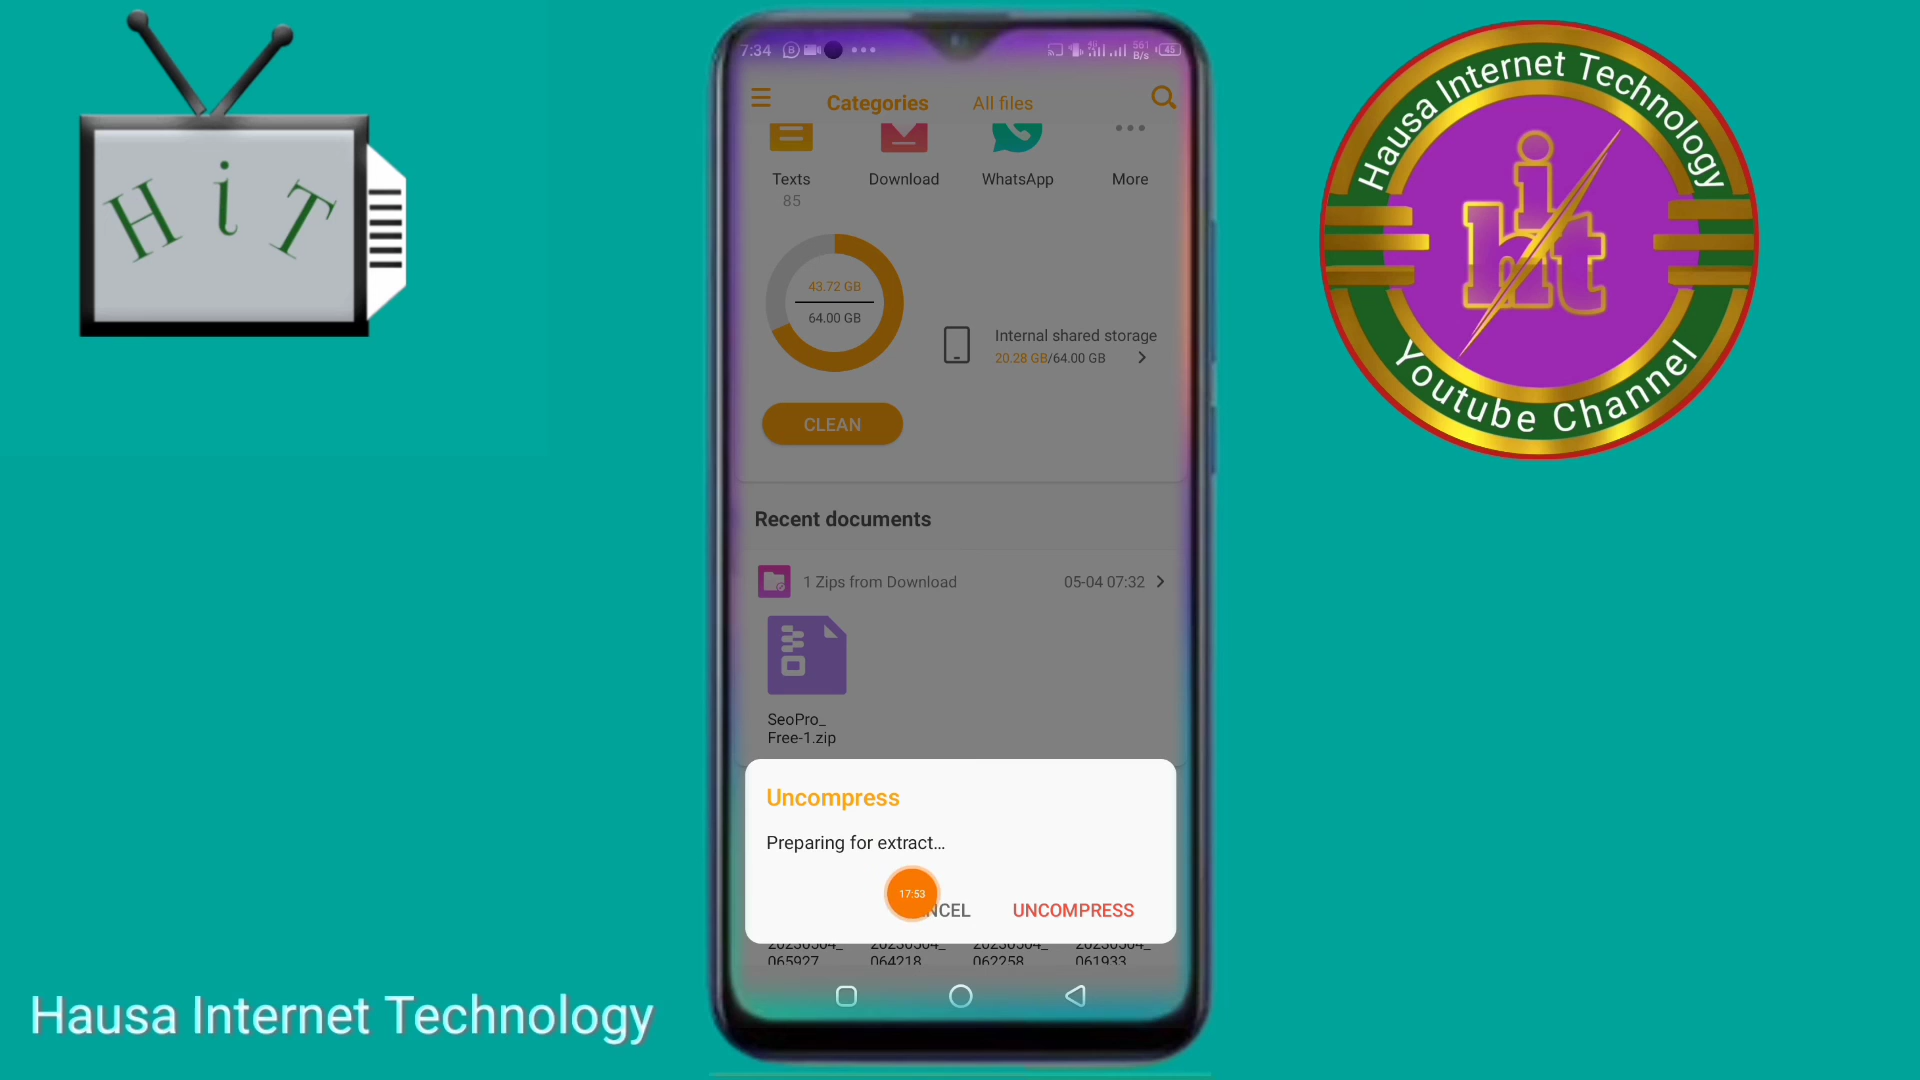 HiT
7:34
561
B/s
45
Categories
All files
Texts
85
Download
WhatsApp
More
43.72 GB
64.00 GB
Internal shared storage
20.28 GB/64.00 GB
CLEAN
Recent documents
1 Zips from Download
05-04 07:32
SeoPro_
Free-1.zip
Uncompress
Preparing for extract...
17:53
NCEL
UNCOMPRESS
20230504_
065927
20230504_
064218
20230504_
062258
20230504_
061933
Hausa Internet Technology
hit
Youtube Channel
Hausa Internet Technology